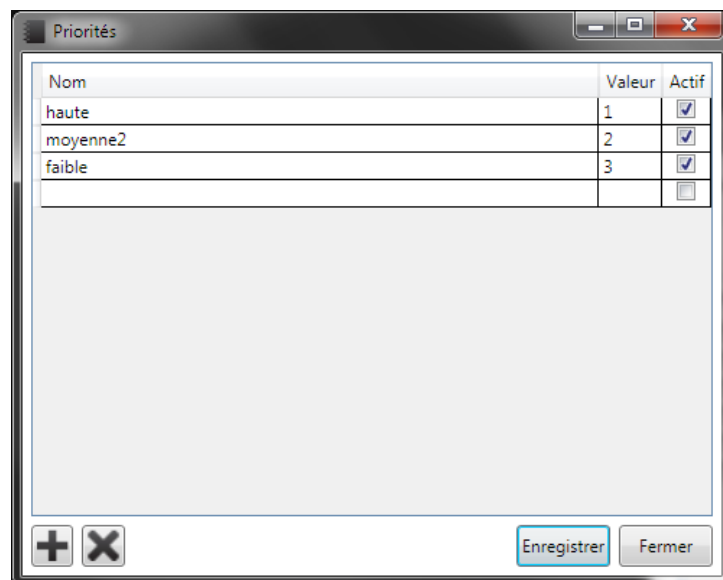 Priorités
Nom Valeur Actif
haute 1
moyenne2 2
faible 3
Enregistrer Fermer